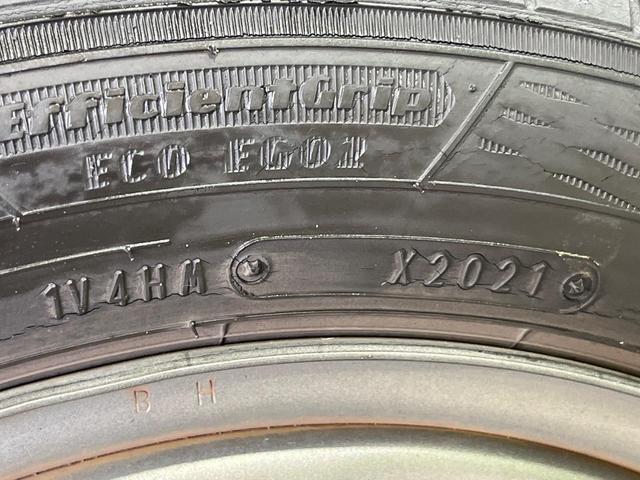 EfficientGrip
ECO EG01
1V4HM X2021
B H